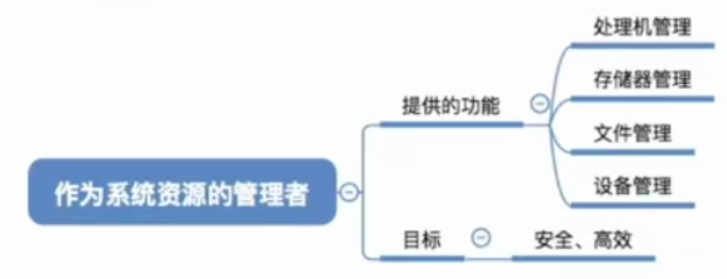 作为系统资源的管理者
提供的功能
处理机管理
存储器管理
文件管理
设备管理
目标
安全、高效